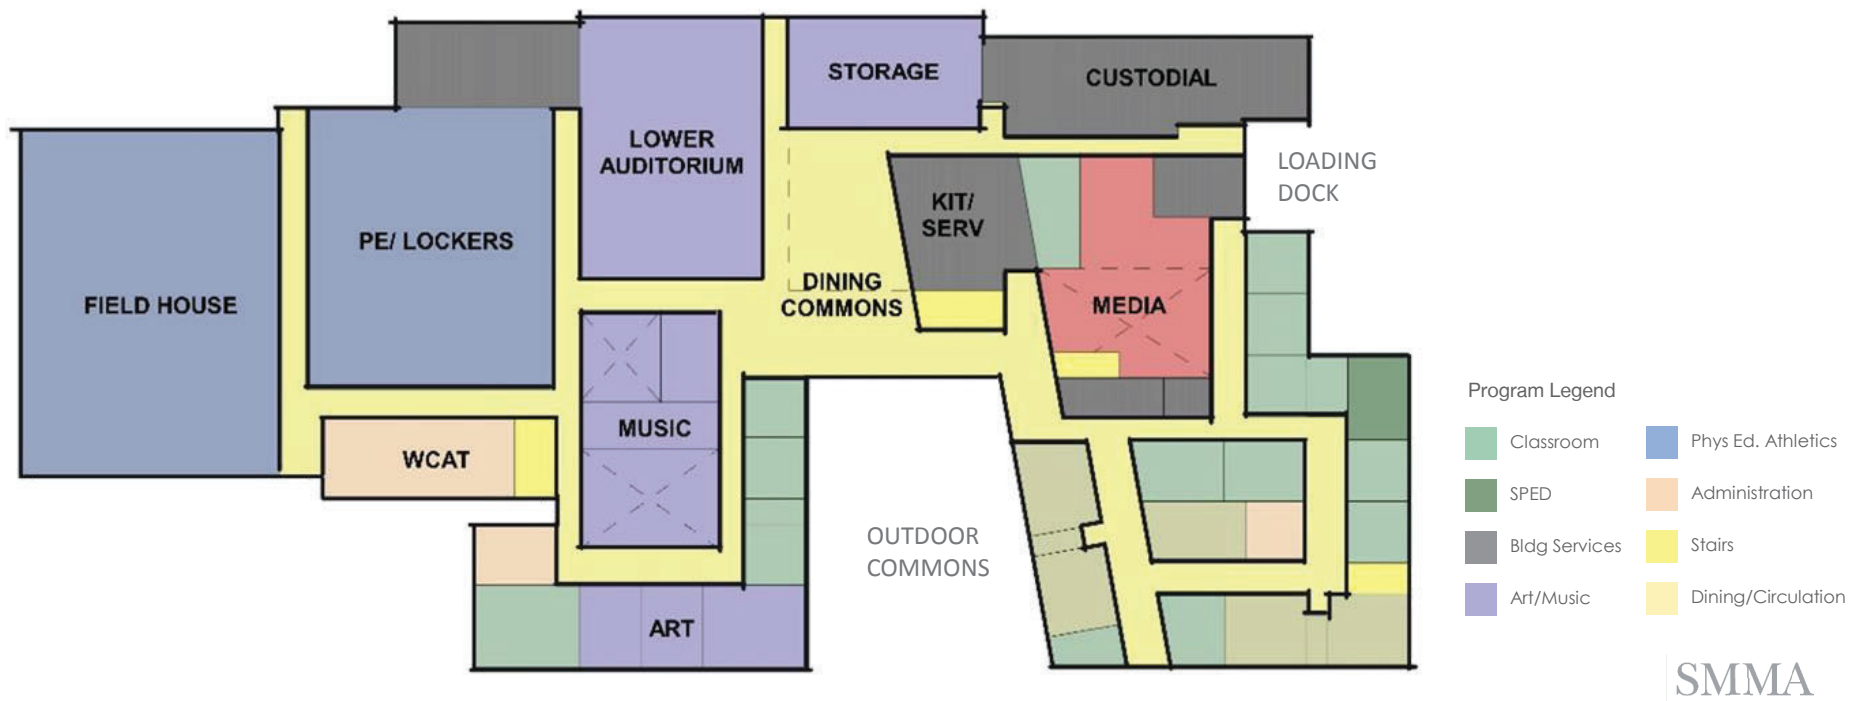 STORAGE
CUSTODIAL
LOWER
AUDITORIUM
LOADING
DOCK
KIT/
SERV
PE/ LOCKERS
FIELD HOUSE
DINING
COMMONS
MEDIA
MUSIC
WCAT
OUTDOOR
COMMONS
ART
Program Legend
Classroom
Phys Ed. Athletics
SPED
Administration
Bldg Services
Stairs
Art/Music
Dining/Circulation
SMMA